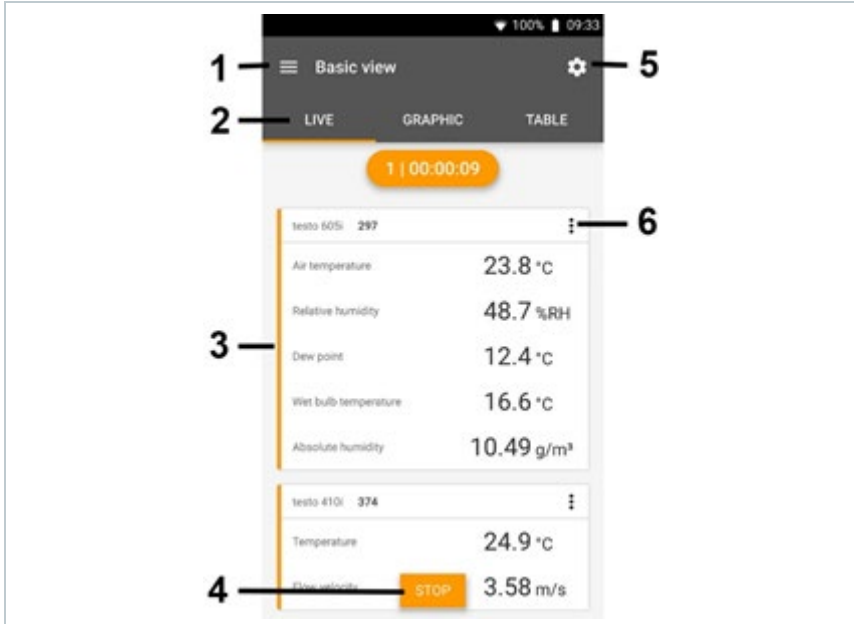 100% 09:33
1 Basic view 5
2 LIVE GRAPHIC TABLE
1 | 00:00:09
testo 605i 297 6
Air temperature 23.8 °C
Relative humidity 48.7 %RH
3
Dew point 12.4 °C
Wet bulb temperature 16.6 °C
Absolute humidity 10.49 g/m³
testo 410i 374
Temperature 24.9 °C
4 Flow velocity STOP 3.58 m/s